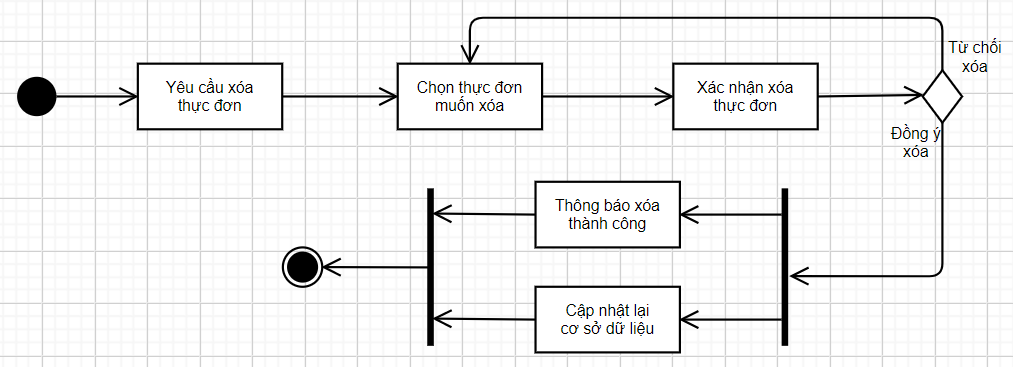 Yêu cầu xóa
thực đơn
Chọn thực đơn
muốn xóa
Xác nhận xóa
thực đơn
Từ chối
xóa
Đồng ý
xóa
Thông báo xóa
thành công
Cập nhật lại
cơ sở dữ liệu